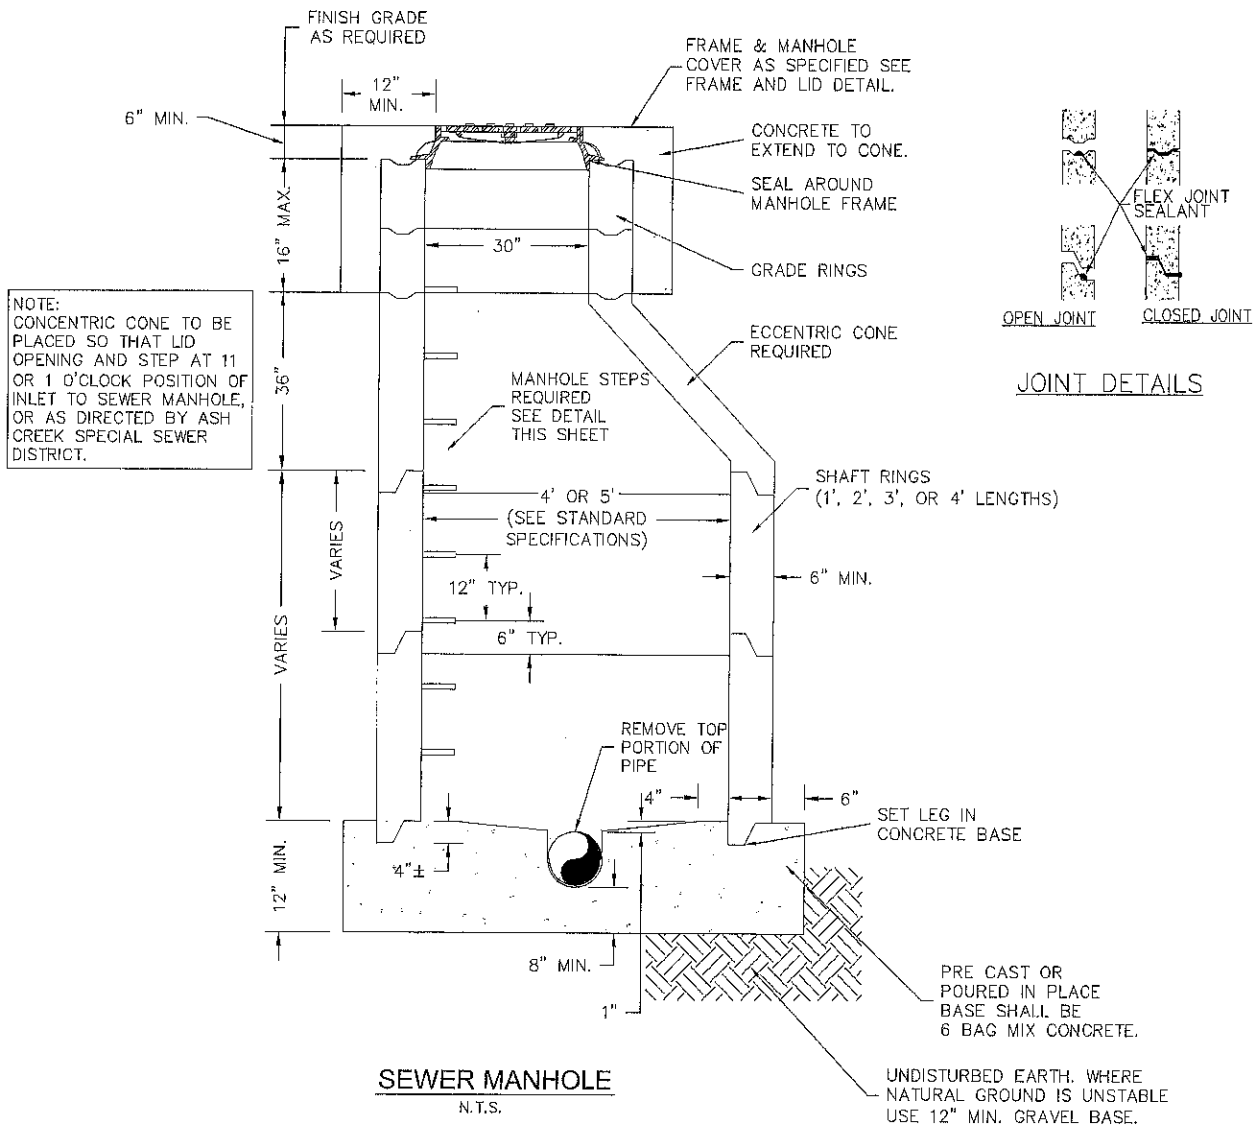 FINISH GRADE
AS REQUIRED
FRAME & MANHOLE
COVER AS SPECIFIED SEE
FRAME AND LID DETAIL.
12"
MIN.
6" MIN.
CONCRETE TO
EXTEND TO CONE.
SEAL AROUND
MANHOLE FRAME
16" MAX.
30"
GRADE RINGS
FLEX JOINT
SEALANT
OPEN JOINT
CLOSED JOINT
JOINT DETAILS
NOTE:
CONCENTRIC CONE TO BE
PLACED SO THAT LID
OPENING AND STEP AT 11
OR 1 O'CLOCK POSITION OF
INLET TO SEWER MANHOLE,
OR AS DIRECTED BY ASH
CREEK SPECIAL SEWER
DISTRICT.
36"
ECCENTRIC CONE
REQUIRED
MANHOLE STEPS
REQUIRED
SEE DETAIL
THIS SHEET
SHAFT RINGS
(1', 2', 3', OR 4' LENGTHS)
4' OR 5'
(SEE STANDARD
SPECIFICATIONS)
VARIES
VARIES
6" MIN.
12" TYP.
6" TYP.
REMOVE TOP
PORTION OF
PIPE
4"
6"
SET LEG IN
CONCRETE BASE
12" MIN.
4"±
8" MIN.
1"
PRE CAST OR
POURED IN PLACE
BASE SHALL BE
6 BAG MIX CONCRETE.
UNDISTURBED EARTH. WHERE
NATURAL GROUND IS UNSTABLE
USE 12" MIN. GRAVEL BASE.
SEWER MANHOLE
N.T.S.